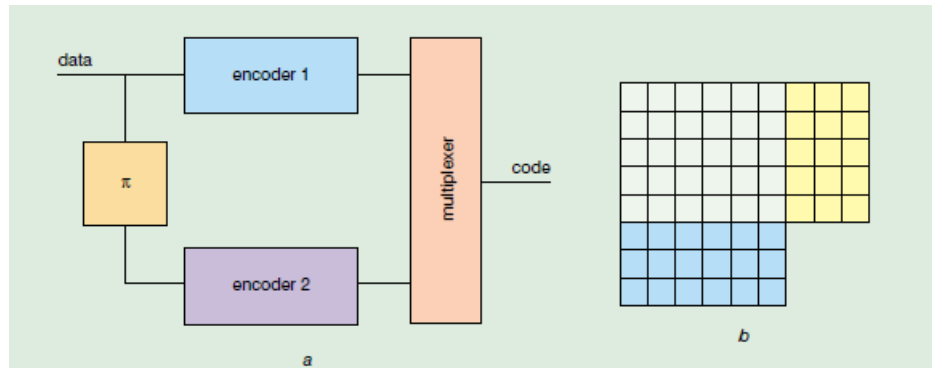 data
encoder 1
π
multiplexer
code
encoder 2
a
b